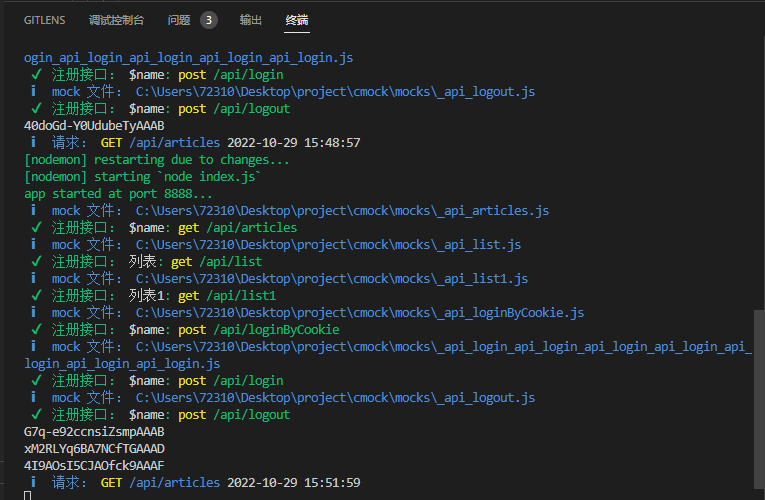 GITLENS 调试控制台 问题 3 输出 终端
ogin_api_login_api_login_api_login_api_login.js
✔ 注册接口： $name: post /api/login
ℹ mock 文件： C:\Users\72310\Desktop\project\cmock\mocks\_api_logout.js
✔ 注册接口： $name: post /api/logout
40doGd-Y0UdubeTyAAAB
ℹ 请求： GET /api/articles 2022-10-29 15:48:57
[nodemon] restarting due to changes...
[nodemon] starting `node index.js`
app started at port 8888...
ℹ mock 文件： C:\Users\72310\Desktop\project\cmock\mocks\_api_articles.js
✔ 注册接口： $name: get /api/articles
ℹ mock 文件： C:\Users\72310\Desktop\project\cmock\mocks\_api_list.js
✔ 注册接口： 列表: get /api/list
ℹ mock 文件： C:\Users\72310\Desktop\project\cmock\mocks\_api_list1.js
✔ 注册接口： 列表1: get /api/list1
ℹ mock 文件： C:\Users\72310\Desktop\project\cmock\mocks\_api_loginByCookie.js
✔ 注册接口： $name: post /api/loginByCookie
ℹ mock 文件： C:\Users\72310\Desktop\project\cmock\mocks\_api_login_api_login_api_login_api_login_api_
login_api_login_api_login.js
✔ 注册接口： $name: post /api/login
ℹ mock 文件： C:\Users\72310\Desktop\project\cmock\mocks\_api_logout.js
✔ 注册接口： $name: post /api/logout
G7q-e92ccnsiZsmpAAAB
xM2RLYq6BA7NCfTGAAAD
4I9AOsI5CJAOfck9AAAF
ℹ 请求： GET /api/articles 2022-10-29 15:51:59